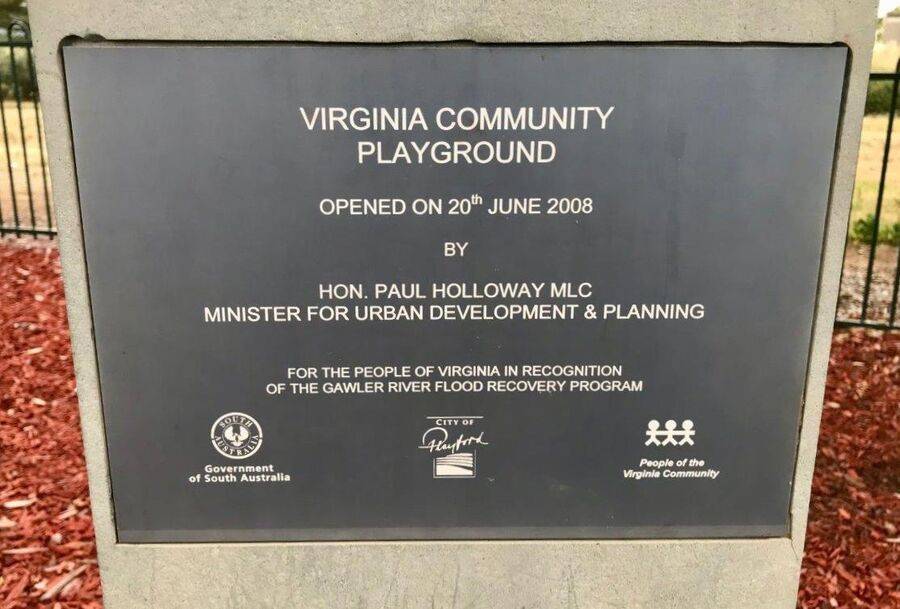 VIRGINIA COMMUNITY
PLAYGROUND
OPENED ON 20th JUNE 2008
BY
HON. PAUL HOLLOWAY MLC
MINISTER FOR URBAN DEVELOPMENT & PLANNING
FOR THE PEOPLE OF VIRGINIA IN RECOGNITION
OF THE GAWLER RIVER FLOOD RECOVERY PROGRAM
SOUTH
AUSTRALIA
Government
of South Australia
CITY OF
Playford
People of the
Virginia Community